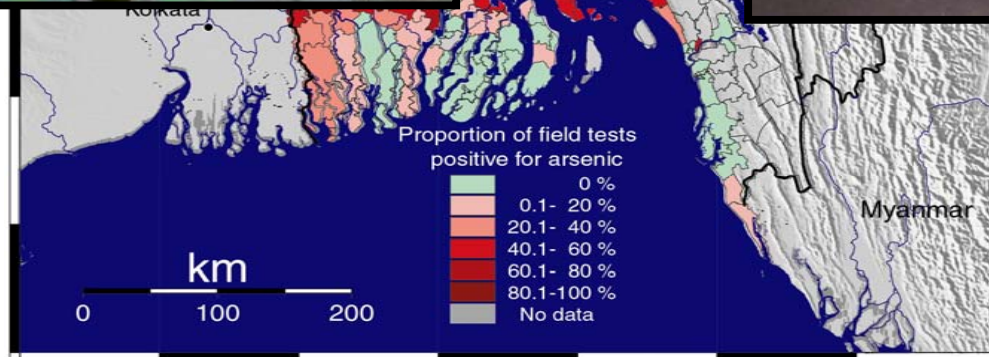 Kolkata
Proportion of field tests
positive for arsenic
0 %
0.1- 20 %
20.1- 40 %
40.1- 60 %
60.1- 80 %
80.1-100 %
No data
Myanmar
km
0 100 200